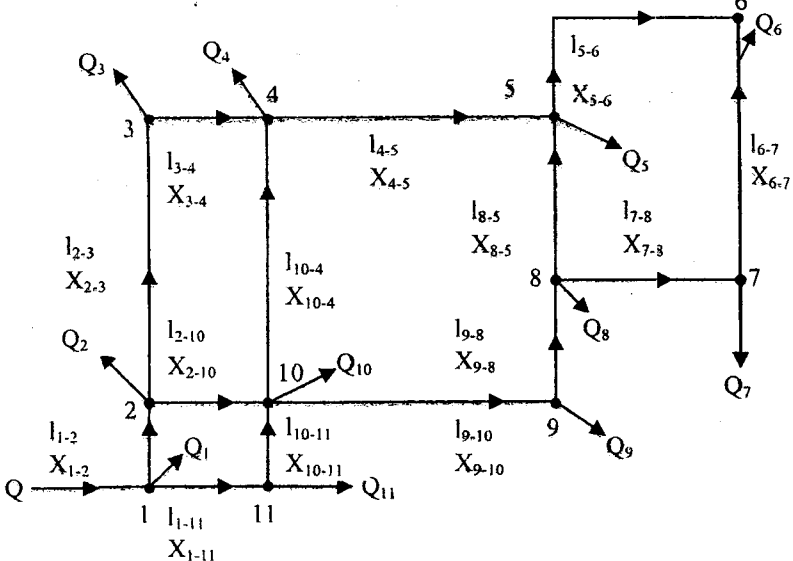 6
Q₆
l₅₋₆
Q₃
Q₄
4
5
X₅₋₆
3
l₄₋₅
Q₅
l₆₋₇
X₆₋₇
l₃₋₄
X₃₋₄
X₄₋₅
l₈₋₅
X₈₋₅
l₇₋₈
X₇₋₈
l₂₋₃
X₂₋₃
l₁₀₋₄
X₁₀₋₄
8
7
Q₂
l₂₋₁₀
X₂₋₁₀
l₉₋₈
X₉₋₈
Q₈
10
Q₁₀
Q₇
2
9
l₁₋₂
X₁₋₂
Q₁
l₁₀₋₁₁
X₁₀₋₁₁
l₉₋₁₀
X₉₋₁₀
Q₉
Q
Q₁₁
1
l₁₋₁₁
X₁₋₁₁
11